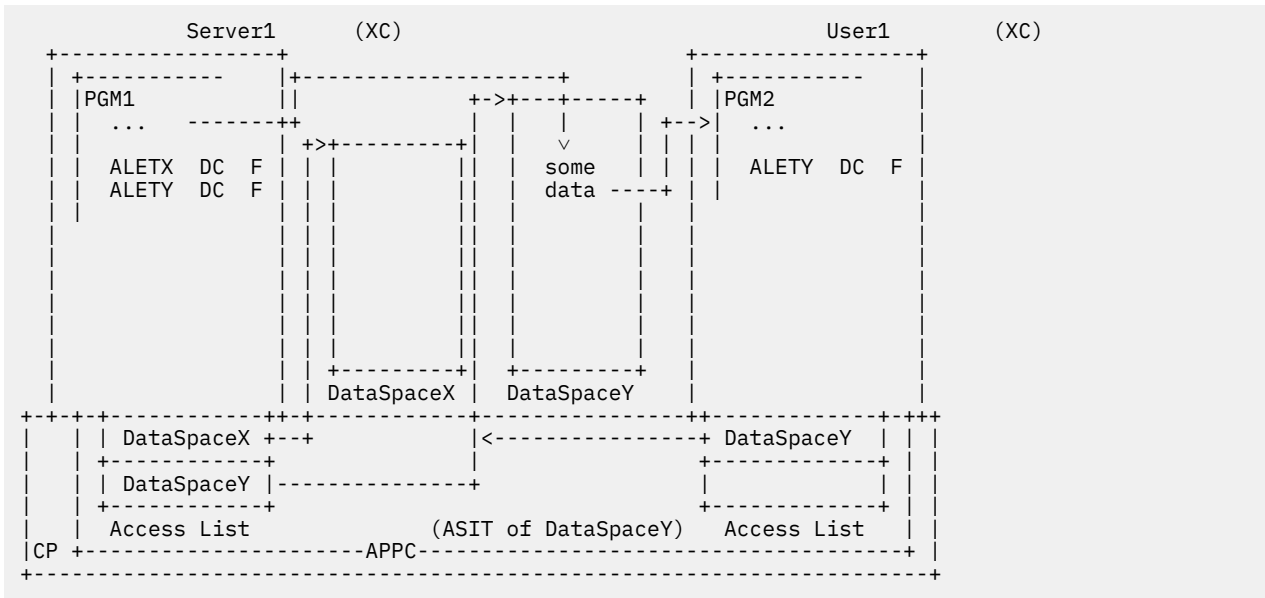 Server1 (XC) User1 (XC)
PGM1 PGM2
... ...
ALETX DC F some ALETY DC F
ALETY DC F data
DataSpaceX DataSpaceY
DataSpaceX DataSpaceY
DataSpaceY
Access List (ASIT of DataSpaceY) Access List
CP APPC